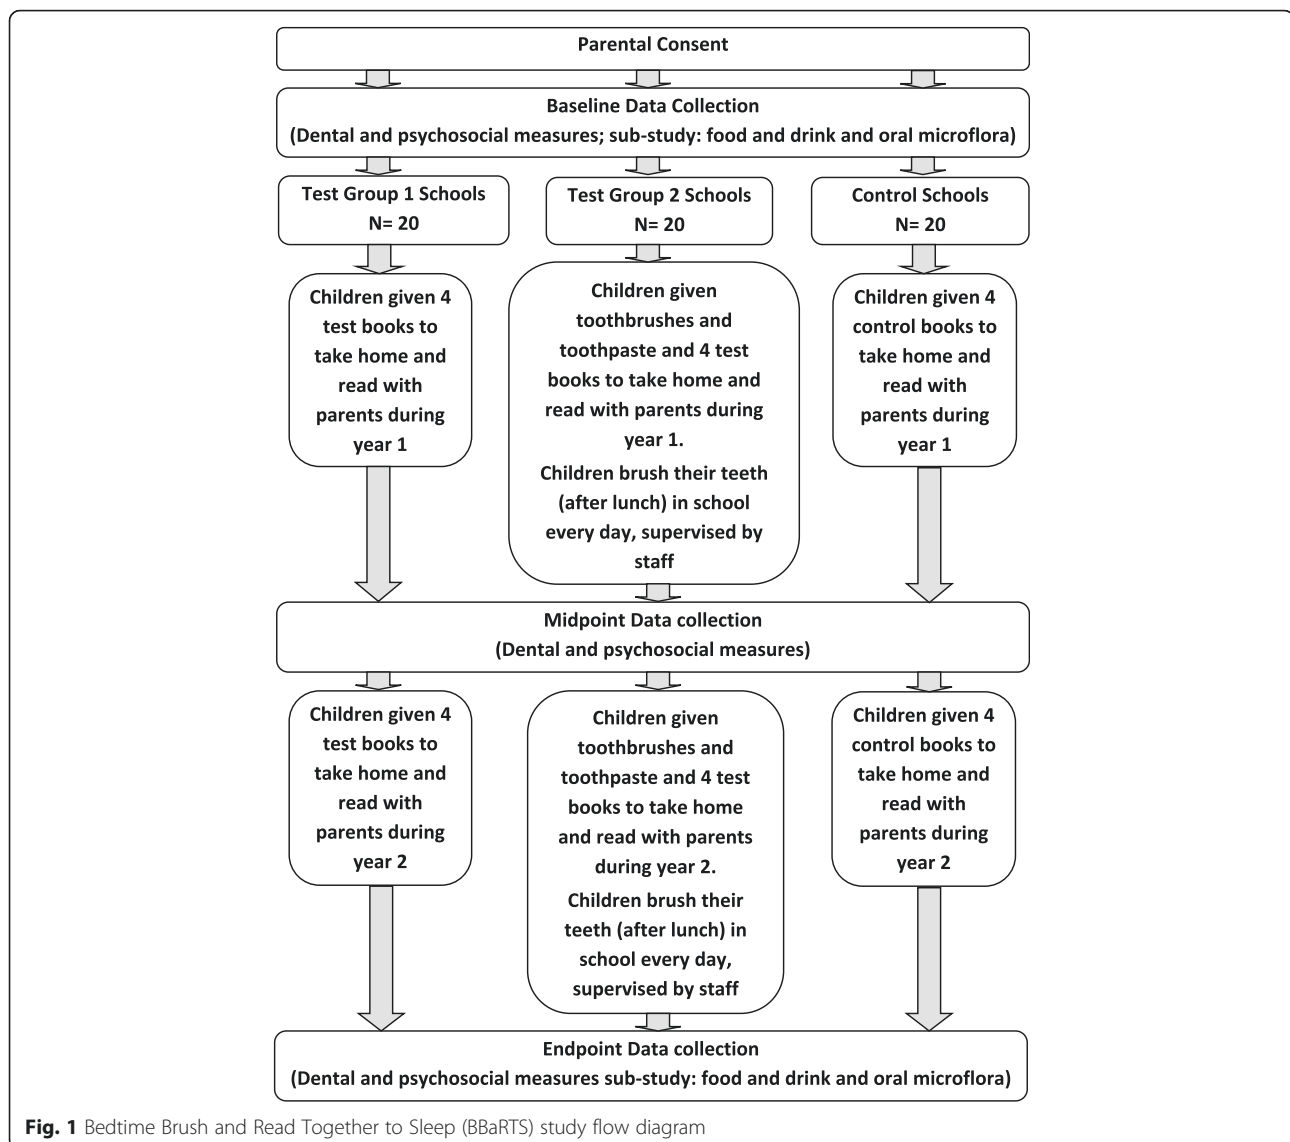 Parental Consent
Baseline Data Collection
(Dental and psychosocial measures; sub-study: food and drink and oral microflora)
Test Group 1 Schools
N= 20
Test Group 2 Schools
N= 20
Control Schools
N= 20
Children given 4
test books to
take home and
read with
parents during
year 1
Children given
toothbrushes and
toothpaste and 4 test
books to take home and
read with parents during
year 1.
Children brush their teeth
(after lunch) in school
every day, supervised by
staff
Children given 4
control books to
take home and
read with
parents during
year 1
Midpoint Data collection
(Dental and psychosocial measures)
Children given 4
test books to
take home and
read with
parents during
year 2
Children given
toothbrushes and
toothpaste and 4 test
books to take home
and read with parents
during year 2.
Children brush their
teeth (after lunch) in
school every day,
supervised by staff
Children given 4
control books to
take home and
read with
parents during
year 2
Endpoint Data collection
(Dental and psychosocial measures sub-study: food and drink and oral microflora)
Fig. 1 Bedtime Brush and Read Together to Sleep (BBaRTS) study flow diagram